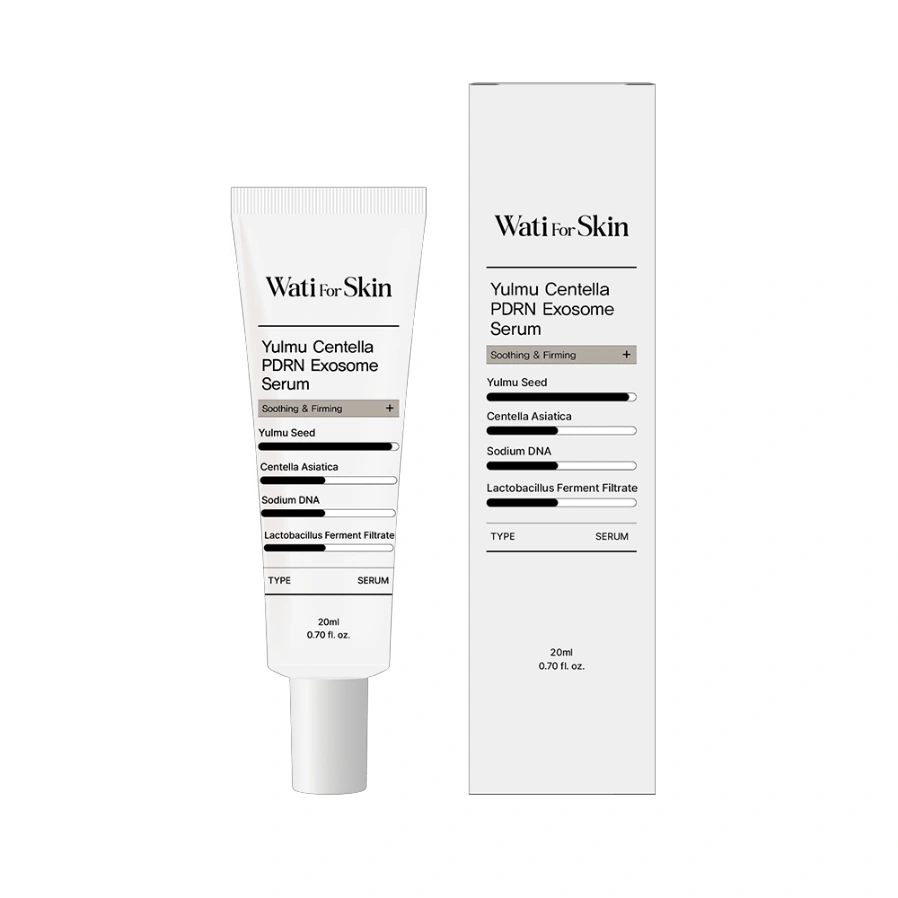 Wati For Skin
Yulmu Centella
PDRN Exosome
Serum
Soothing & Firming +
Yulmu Seed
Centella Asiatica
Sodium DNA
Lactobacillus Ferment Filtrate
TYPE SERUM
20ml
0.70 fl. oz.
Wati For Skin
Yulmu Centella
PDRN Exosome
Serum
Soothing & Firming +
Yulmu Seed
Centella Asiatica
Sodium DNA
Lactobacillus Ferment Filtrate
TYPE SERUM
20ml
0.70 fl. oz.